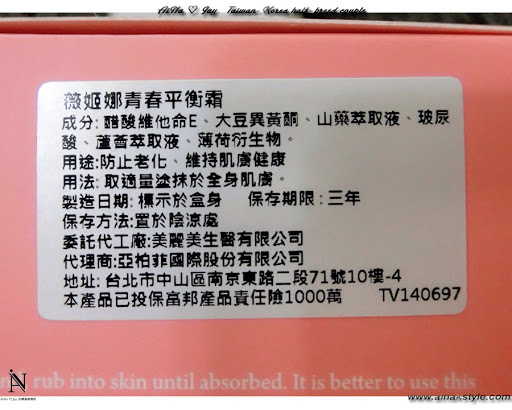 AiNa ♡ Jay Taiwan- Korea half-breed couple
薇姬娜青春平衡霜
成分: 醋酸維他命E、大豆異黃酮、山藥萃取液、玻尿
酸、蘆薈萃取液、薄荷衍生物。
用途:防止老化、維持肌膚健康
用法: 取適量塗抹於全身肌膚。
製造日期: 標示於盒身 保存期限 : 三年
保存方法:置於陰涼處
委託代工廠:美麗美生醫有限公司
代理商:亞柏菲國際股份有限公司
地址: 台北市中山區南京東路二段71號10樓-4
本產品已投保富邦產品責任險1000萬 TV140697
rub into skin until absorbed. It is better to use this
www.ainaxstyle.com